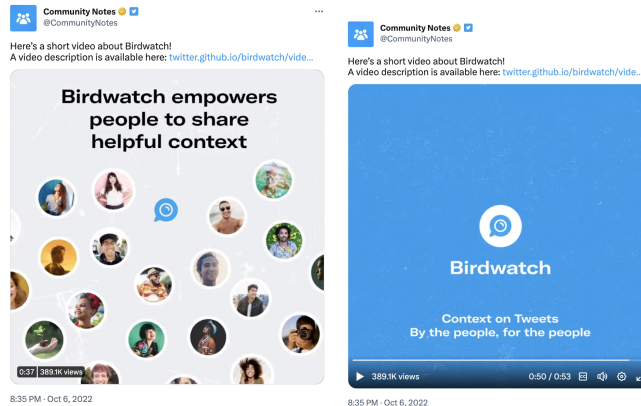 Community Notes
@CommunityNotes
Here's a short video about Birdwatch!
A video description is available here: twitter.github.io/birdwatch/vide...
Birdwatch empowers
people to share
helpful context
0:37 389.1K views
8:35 PM · Oct 6, 2022
Community Notes
@CommunityNotes
Here's a short video about Birdwatch!
A video description is available here: twitter.github.io/birdwatch/vide..
Birdwatch
Context on Tweets
By the people, for the people
389.1K views
0:50 / 0:53
CC
8:35 PM · Oct 6, 2022